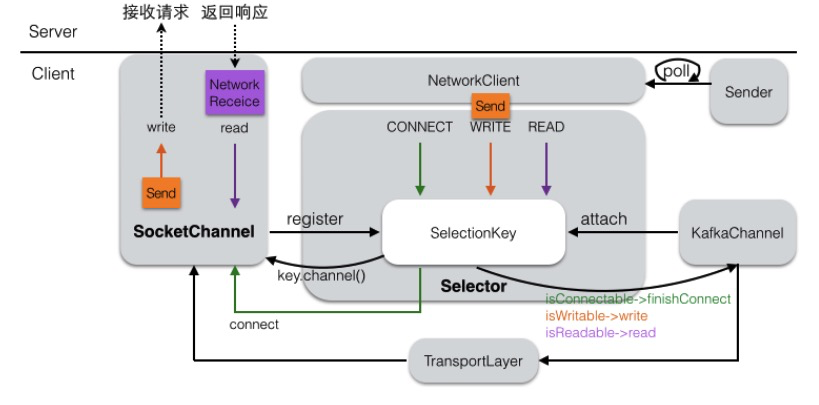 接收请求 返回响应
Server
Client
Network
Receice
write
read
Send
SocketChannel
NetworkClient
Send
poll
Sender
CONNECT WRITE READ
register
SelectionKey
attach
KafkaChannel
key.channel()
Selector
connect
isConnectable->finishConnect
isWritable->write
isReadable->read
TransportLayer